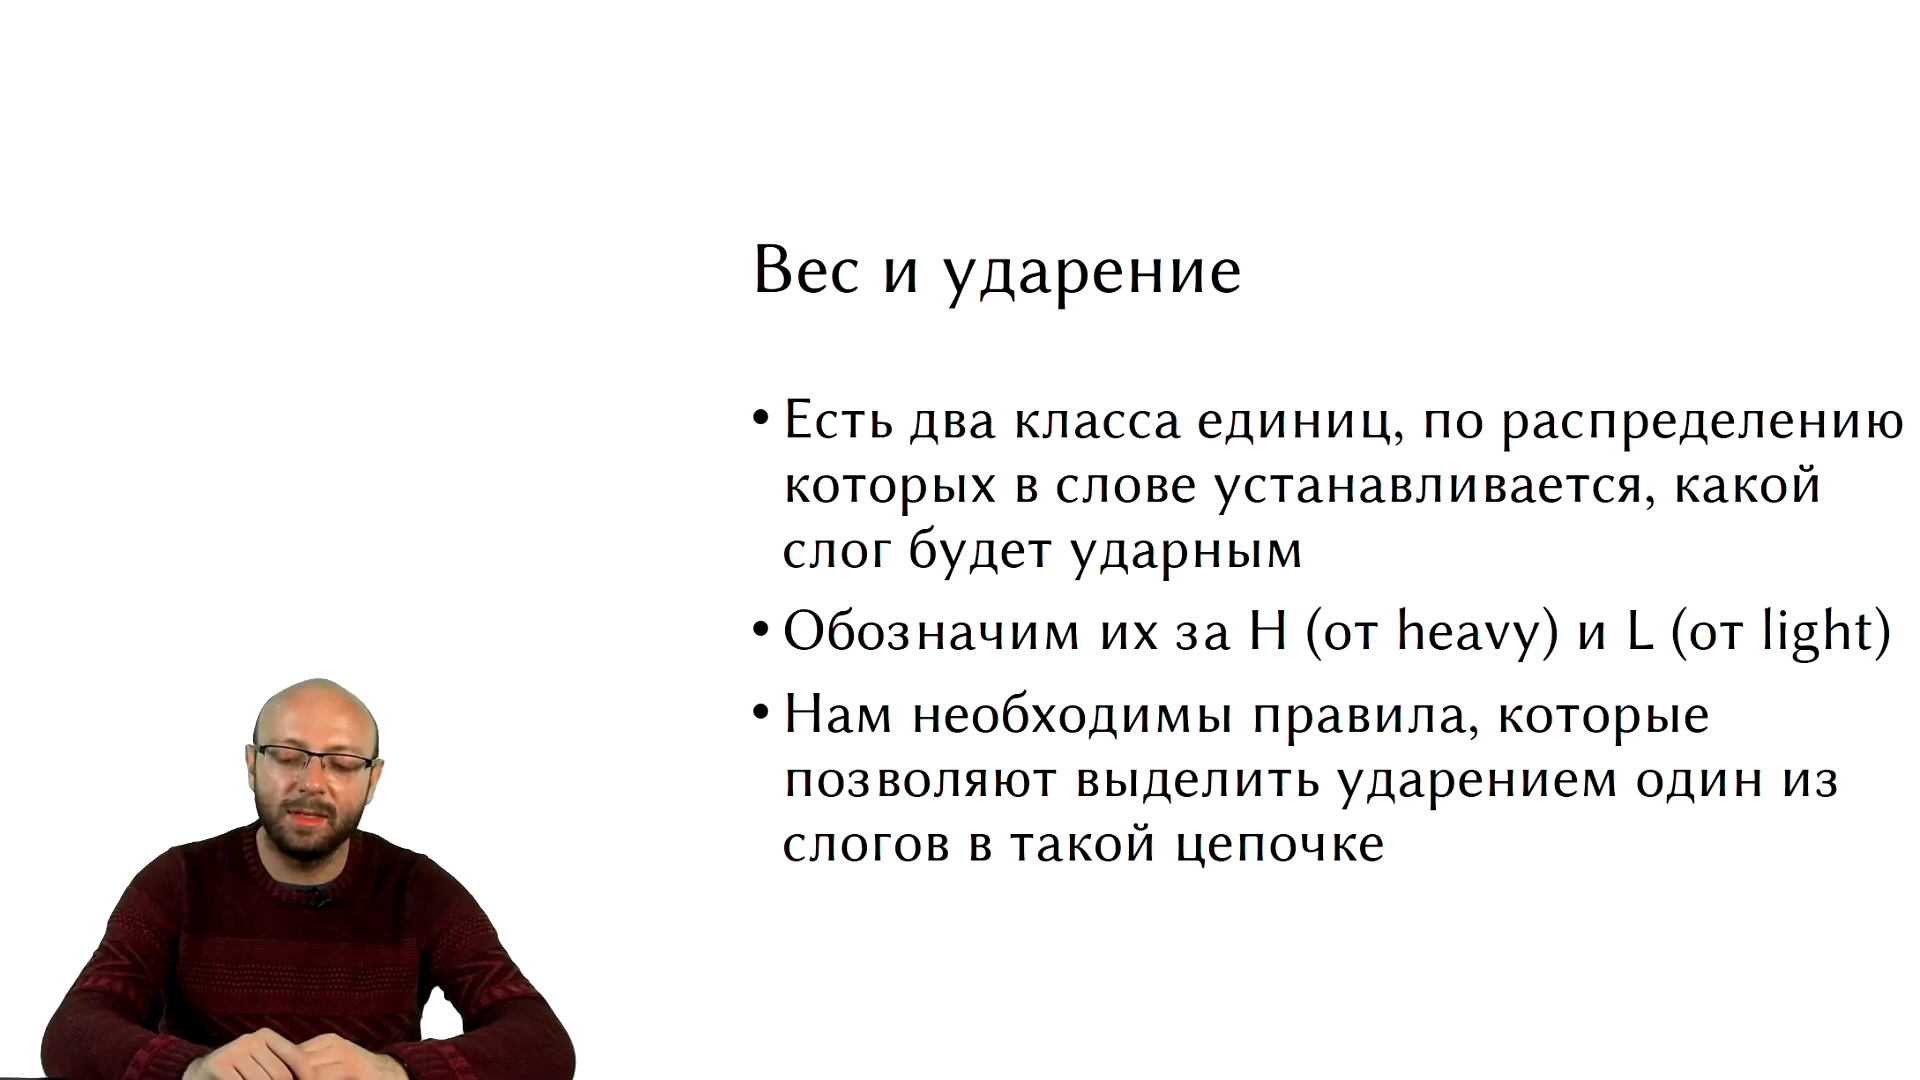 Вес и ударение
• Есть два класса единиц, по распределению
которых в слове устанавливается, какой
слог будет ударным
• Обозначим их за H (от heavy) и L (от light)
• Нам необходимы правила, которые
позволяют выделить ударением один из
слогов в такой цепочке